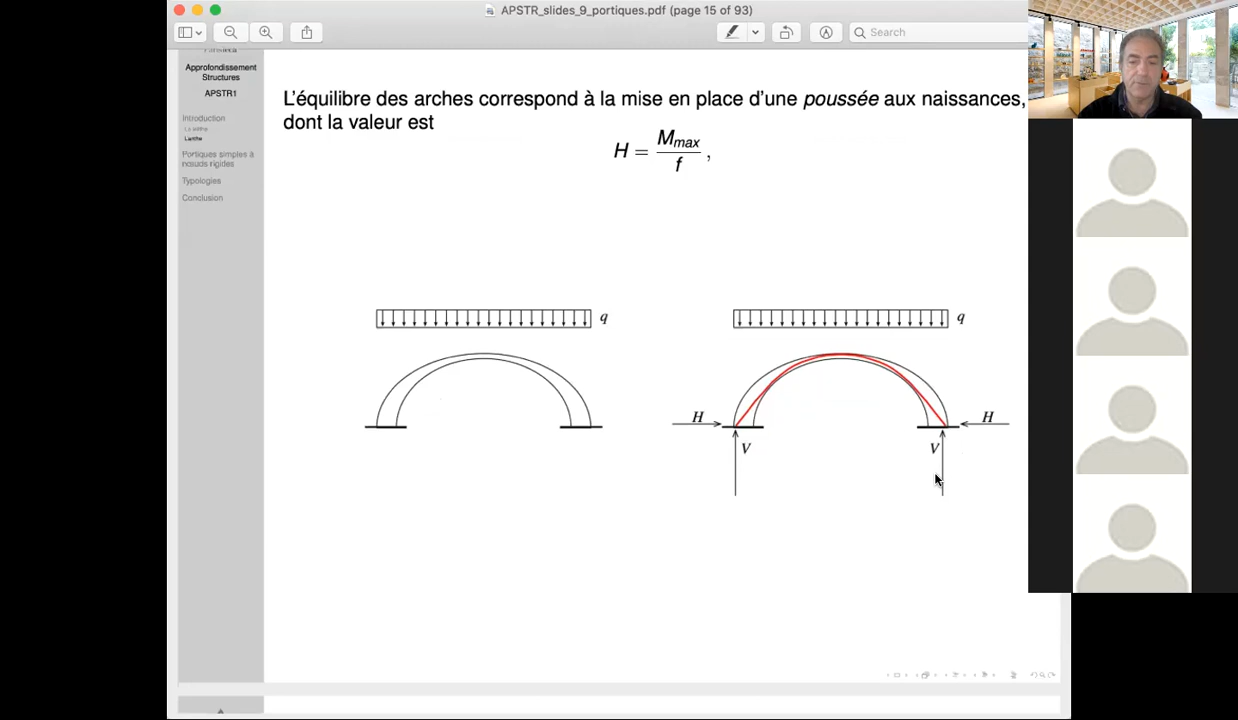 APSTR_slides_9_portiques.pdf (page 15 of 93)
Search
Approfondissement
Structures
APSTR1
Introduction
L'arche
Portiques simples à
nœuds rigides
Typologies
Conclusion
L'équilibre des arches correspond à la mise en place d'une poussée aux naissances,
dont la valeur est
H = Mmax / f ,
q
q
H
H
V
V